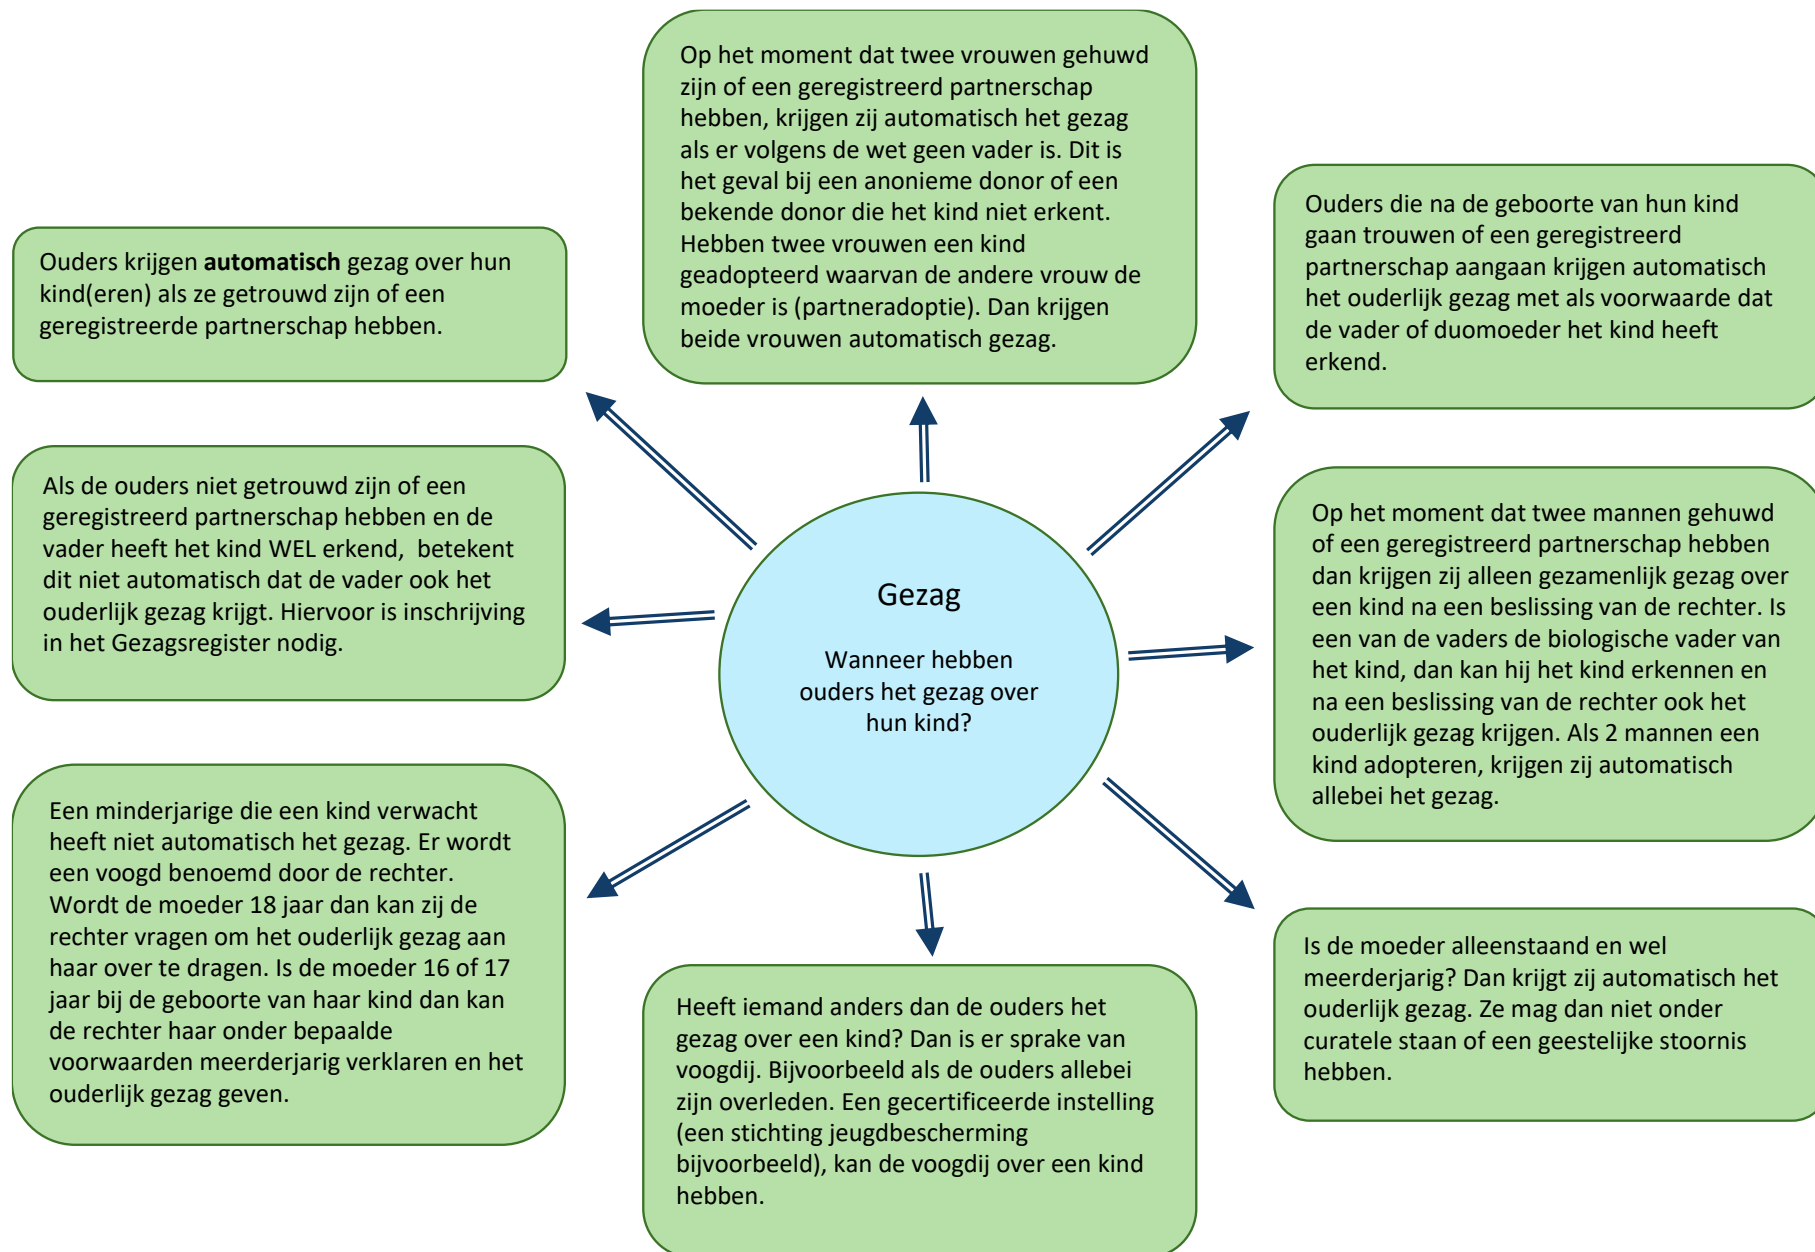 Op het moment dat twee vrouwen gehuwd
zijn of een geregistreerd partnerschap
hebben, krijgen zij automatisch het gezag
als er volgens de wet geen vader is. Dit is
het geval bij een anonieme donor of een
bekende donor die het kind niet erkent.
Hebben twee vrouwen een kind
geadopteerd waarvan de andere vrouw de
moeder is (partneradoptie). Dan krijgen
beide vrouwen automatisch gezag.
Ouders krijgen automatisch gezag over hun
kind(eren) als ze getrouwd zijn of een
geregistreerde partnerschap hebben.
Ouders die na de geboorte van hun kind
gaan trouwen of een geregistreerd
partnerschap aangaan krijgen automatisch
het ouderlijk gezag met als voorwaarde dat
de vader of duomoeder het kind heeft
erkend.
Als de ouders niet getrouwd zijn of een
geregistreerd partnerschap hebben en de
vader heeft het kind WEL erkend, betekent
dit niet automatisch dat de vader ook het
ouderlijk gezag krijgt. Hiervoor is inschrijving
in het Gezagsregister nodig.
Gezag
Wanneer hebben
ouders het gezag over
hun kind?
Op het moment dat twee mannen gehuwd
of een geregistreerd partnerschap hebben
dan krijgen zij alleen gezamenlijk gezag over
een kind na een beslissing van de rechter. Is
een van de vaders de biologische vader van
het kind, dan kan hij het kind erkennen en
na een beslissing van de rechter ook het
ouderlijk gezag krijgen. Als 2 mannen een
kind adopteren, krijgen zij automatisch
allebei het gezag.
Een minderjarige die een kind verwacht
heeft niet automatisch het gezag. Er wordt
een voogd benoemd door de rechter.
Wordt de moeder 18 jaar dan kan zij de
rechter vragen om het ouderlijk gezag aan
haar over te dragen. Is de moeder 16 of 17
jaar bij de geboorte van haar kind dan kan
de rechter haar onder bepaalde
voorwaarden meerderjarig verklaren en het
ouderlijk gezag geven.
Heeft iemand anders dan de ouders het
gezag over een kind? Dan is er sprake van
voogdij. Bijvoorbeeld als de ouders allebei
zijn overleden. Een gecertificeerde instelling
(een stichting jeugdbescherming
bijvoorbeeld), kan de voogdij over een kind
hebben.
Is de moeder alleenstaand en wel
meerderjarig? Dan krijgt zij automatisch het
ouderlijk gezag. Ze mag dan niet onder
curatele staan of een geestelijke stoornis
hebben.